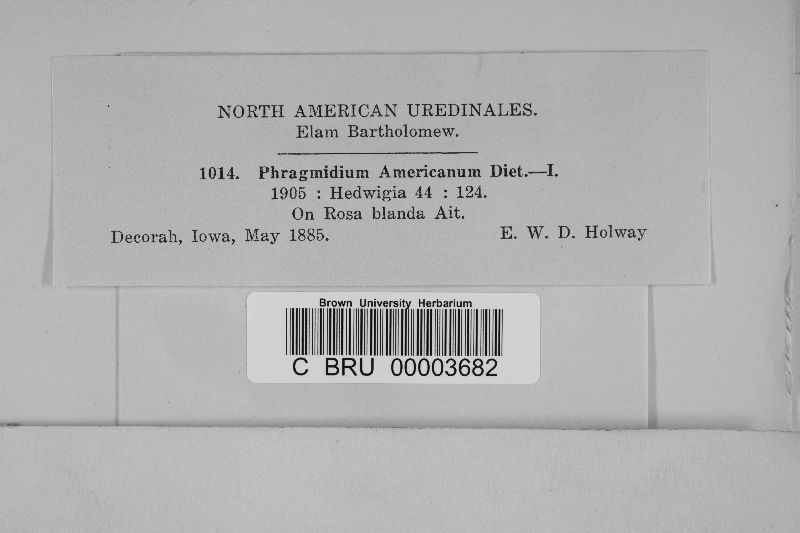 NORTH AMERICAN UREDINALES.
Elam Bartholomew.
1014. Phragmidium Americanum Diet.—I.
1905 : Hedwigia 44 : 124.
On Rosa blanda Ait.
Decorah, Iowa, May 1885. E. W. D. Holway
Brown University Herbarium
C BRU 00003682